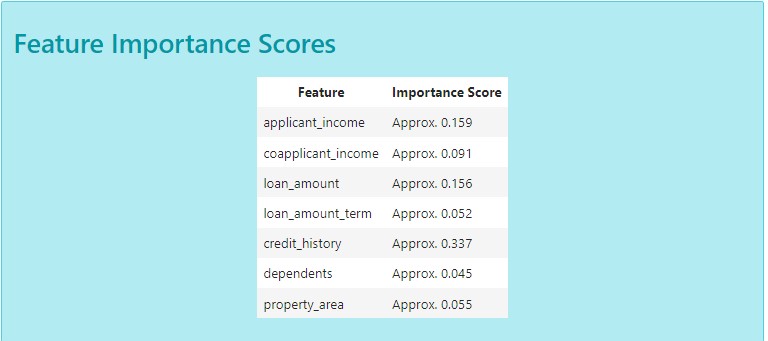 Feature Importance Scores
Feature Importance Score
applicant_income Approx. 0.159
coapplicant_income Approx. 0.091
loan_amount Approx. 0.156
loan_amount_term Approx. 0.052
credit_history Approx. 0.337
dependents Approx. 0.045
property_area Approx. 0.055